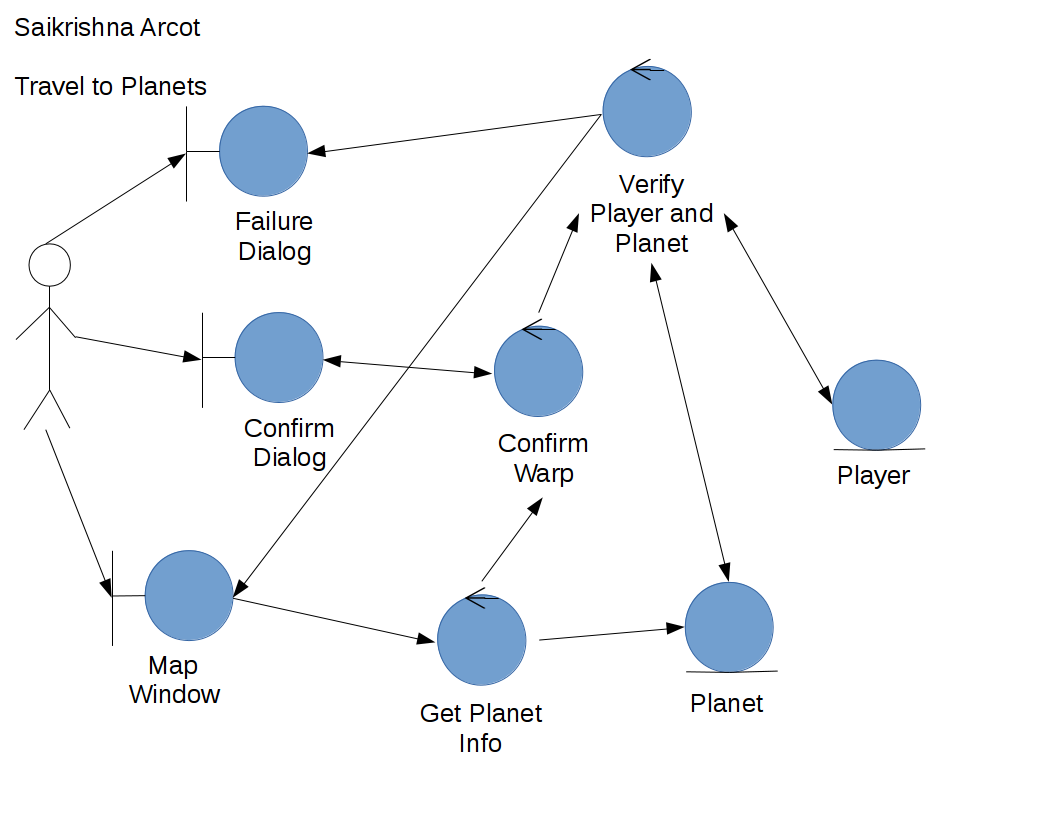 Saikrishna Arcot
Travel to Planets
Failure
Dialog
Verify
Player and
Planet
Confirm
Dialog
Confirm
Warp
Player
Map
Window
Get Planet
Info
Planet